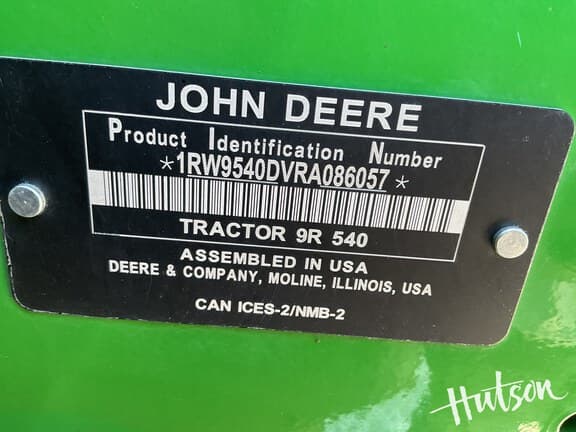 JOHN DEERE
Product Identification Number
*1RW9540DVRA086057*
TRACTOR 9R 540
ASSEMBLED IN USA
DEERE & COMPANY, MOLINE, ILLINOIS, USA
CAN ICES-2/NMB-2
Hutson